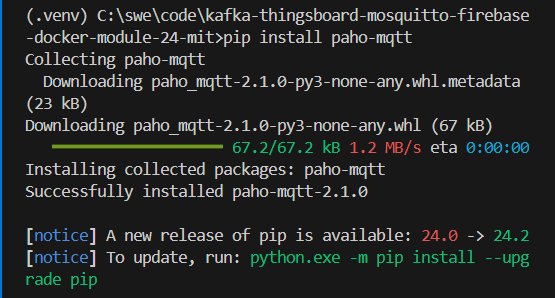 (.venv) C:\swe\code\kafka-thingsboard-mosquitto-firebase
-docker-module-24-mit>pip install paho-mqtt
Collecting paho-mqtt
  Downloading paho_mqtt-2.1.0-py3-none-any.whl.metadata
(23 kB)
Downloading paho_mqtt-2.1.0-py3-none-any.whl (67 kB)
67.2/67.2 kB 1.2 MB/s eta 0:00:00
Installing collected packages: paho-mqtt
Successfully installed paho-mqtt-2.1.0
[notice] A new release of pip is available: 24.0 -> 24.2
[notice] To update, run: python.exe -m pip install --upg
rade pip